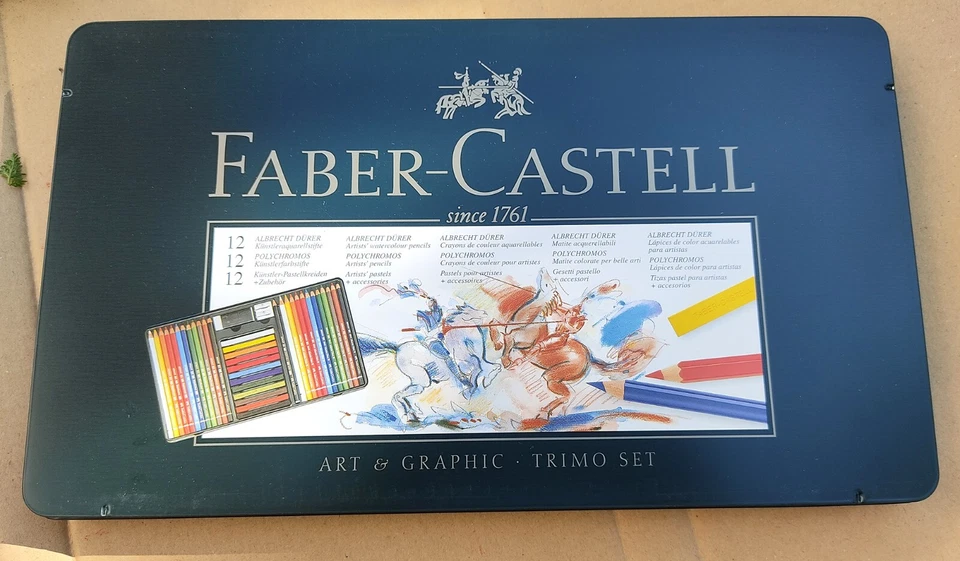 FABER-CASTELL
since 1761
12 ALBRECHT DÜRER
Künstleraquarellstifte
12 POLYCHROMOS
Künstlerfarbstifte
12 Künstler-Pastellkreiden
+Zubehör
ALBRECHT DÜRER
Artists' watercolour pencils
POLYCHROMOS
Artists' pencils
Artists' pastels
+ accessories
ALBRECHT DÜRER
Crayons de couleur aquarellables
POLYCHROMOS
Crayons de couleur pour artistes
Pastels pour artistes
+ accessoires
ALBRECHT DÜRER
Matite acquerellabili
POLYCHROMOS
Matite colorate per belle arti
Gesetti pastello
+ accessori
ALBRECHT DÜRER
Lápices de color acuarelables
para artistas
POLYCHROMOS
Lápices de color para artistas
Tizas pastel para artistas
+ accesorios
ART & GRAPHIC · TRIMO SET